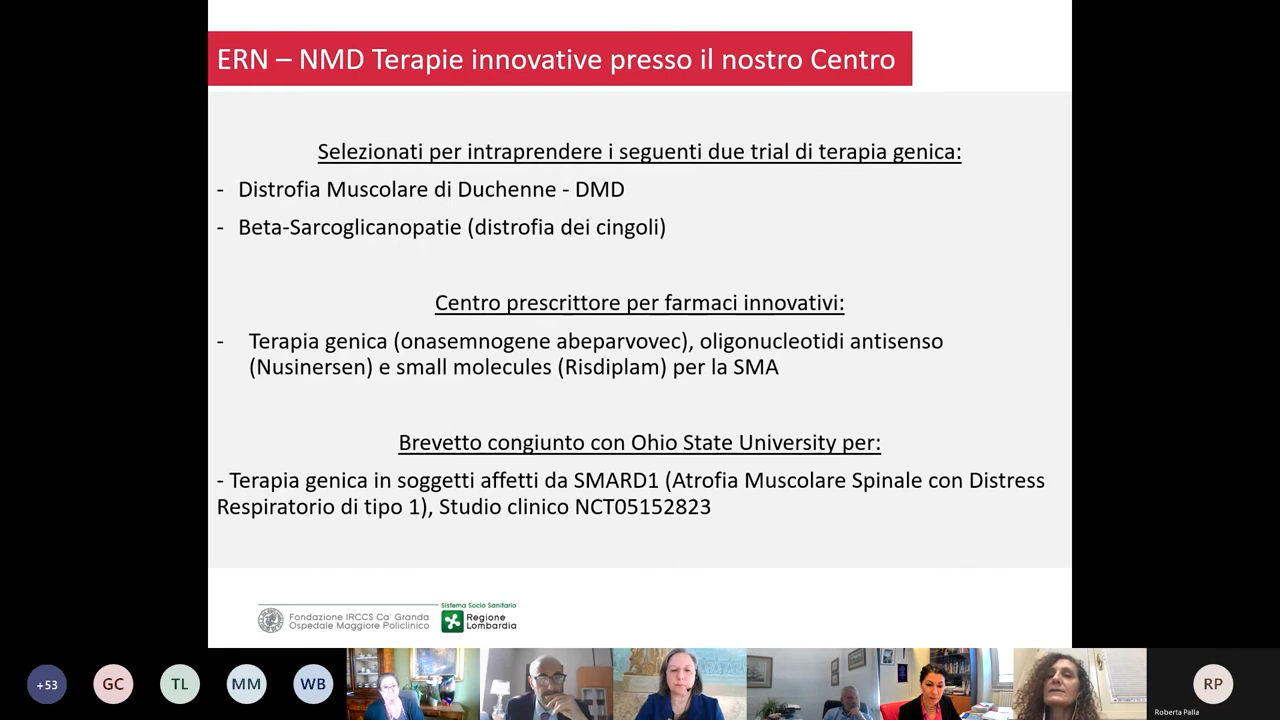 ERN – NMD Terapie innovative presso il nostro Centro
Selezionati per intraprendere i seguenti due trial di terapia genica:
- Distrofia Muscolare di Duchenne - DMD
- Beta-Sarcoglicanopatie (distrofia dei cingoli)
Centro prescrittore per farmaci innovativi:
- Terapia genica (onasemnogene abeparvovec), oligonucleotidi antisenso
(Nusinersen) e small molecules (Risdiplam) per la SMA
Brevetto congiunto con Ohio State University per:
- Terapia genica in soggetti affetti da SMARD1 (Atrofia Muscolare Spinale con Distress
Respiratorio di tipo 1), Studio clinico NCT05152823
Fondazione IRCCS Ca' Granda
Ospedale Maggiore Policlinico
Sistema Socio Sanitario
Regione
Lombardia
+53
GC
TL
MM
WB
RP
Roberta Palla